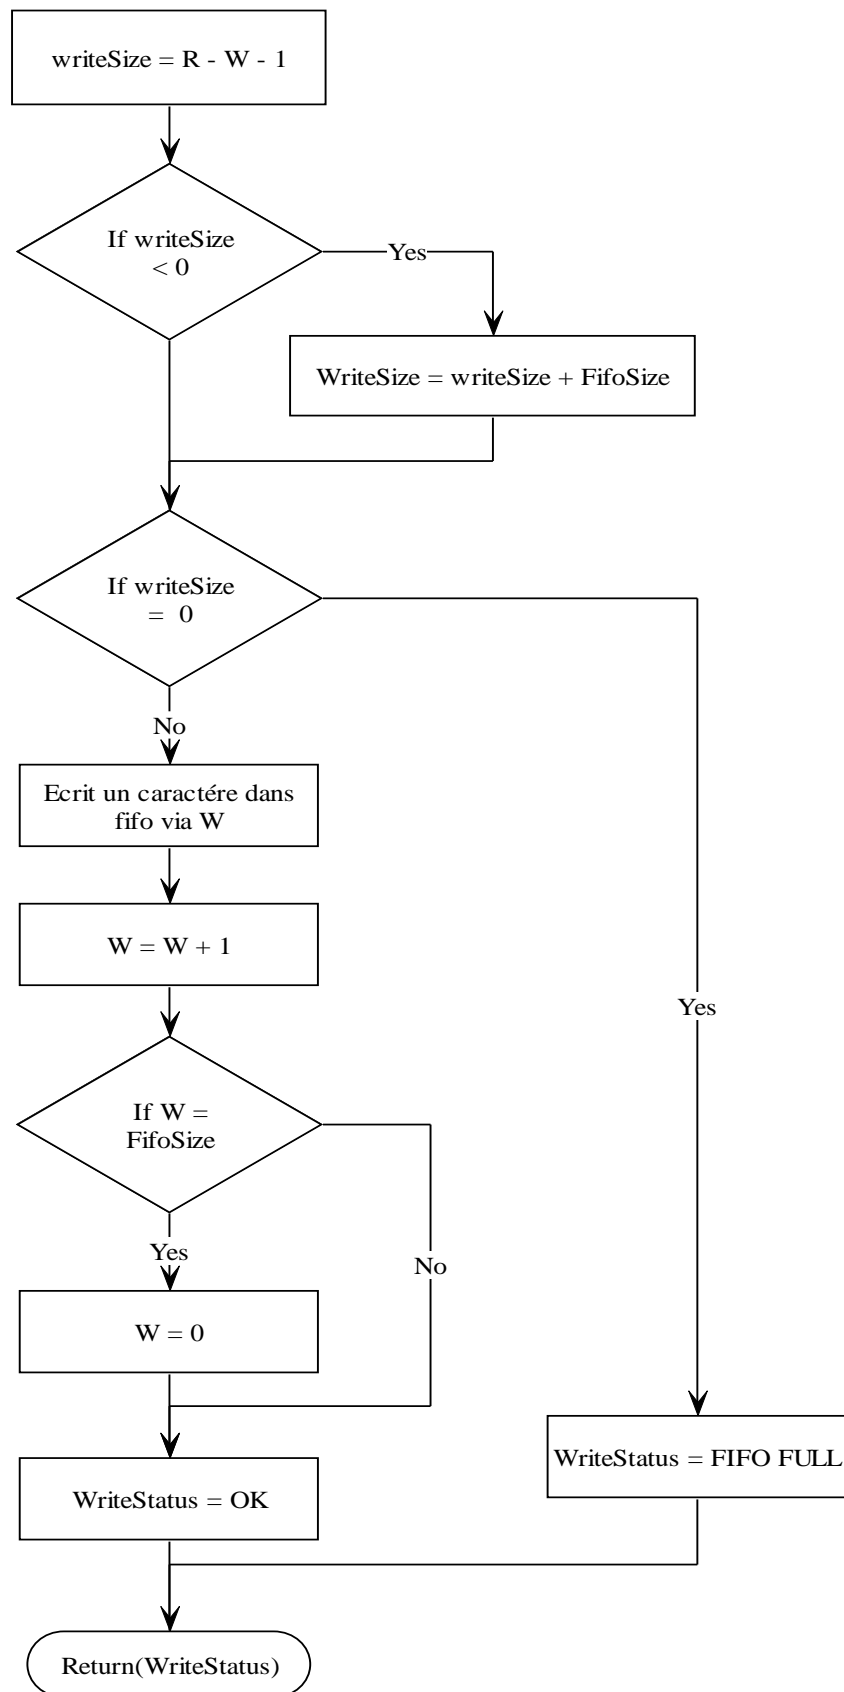 writeSize = R - W - 1
If writeSize
< 0
Yes
WriteSize = writeSize + FifoSize
If writeSize
= 0
No
Ecrit un caractére dans
fifo via W
W = W + 1
Yes
If W =
FifoSize
Yes
No
W = 0
WriteStatus = FIFO FULL
WriteStatus = OK
Return(WriteStatus)